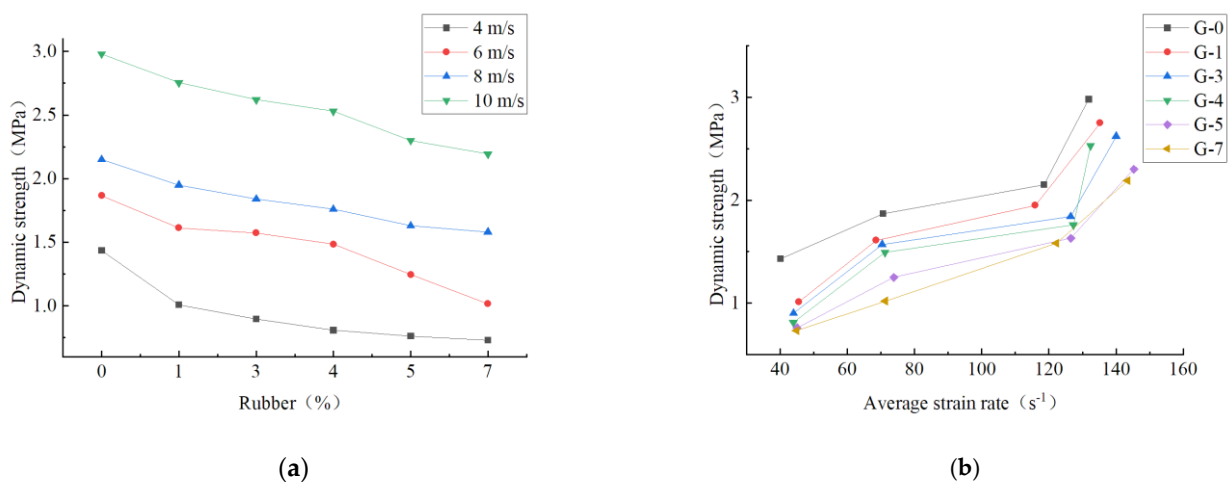 4 m/s
6 m/s
8 m/s
10 m/s
3.0
2.5
2.0
1.5
1.0
Dynamic strength（MPa）
0 1 3 4 5 7
Rubber（%）
(a)
G-0
G-1
G-3
G-4
G-5
G-7
3
2
1
Dynamic strength（MPa）
40 60 80 100 120 140 160
Average strain rate（s-1）
(b)